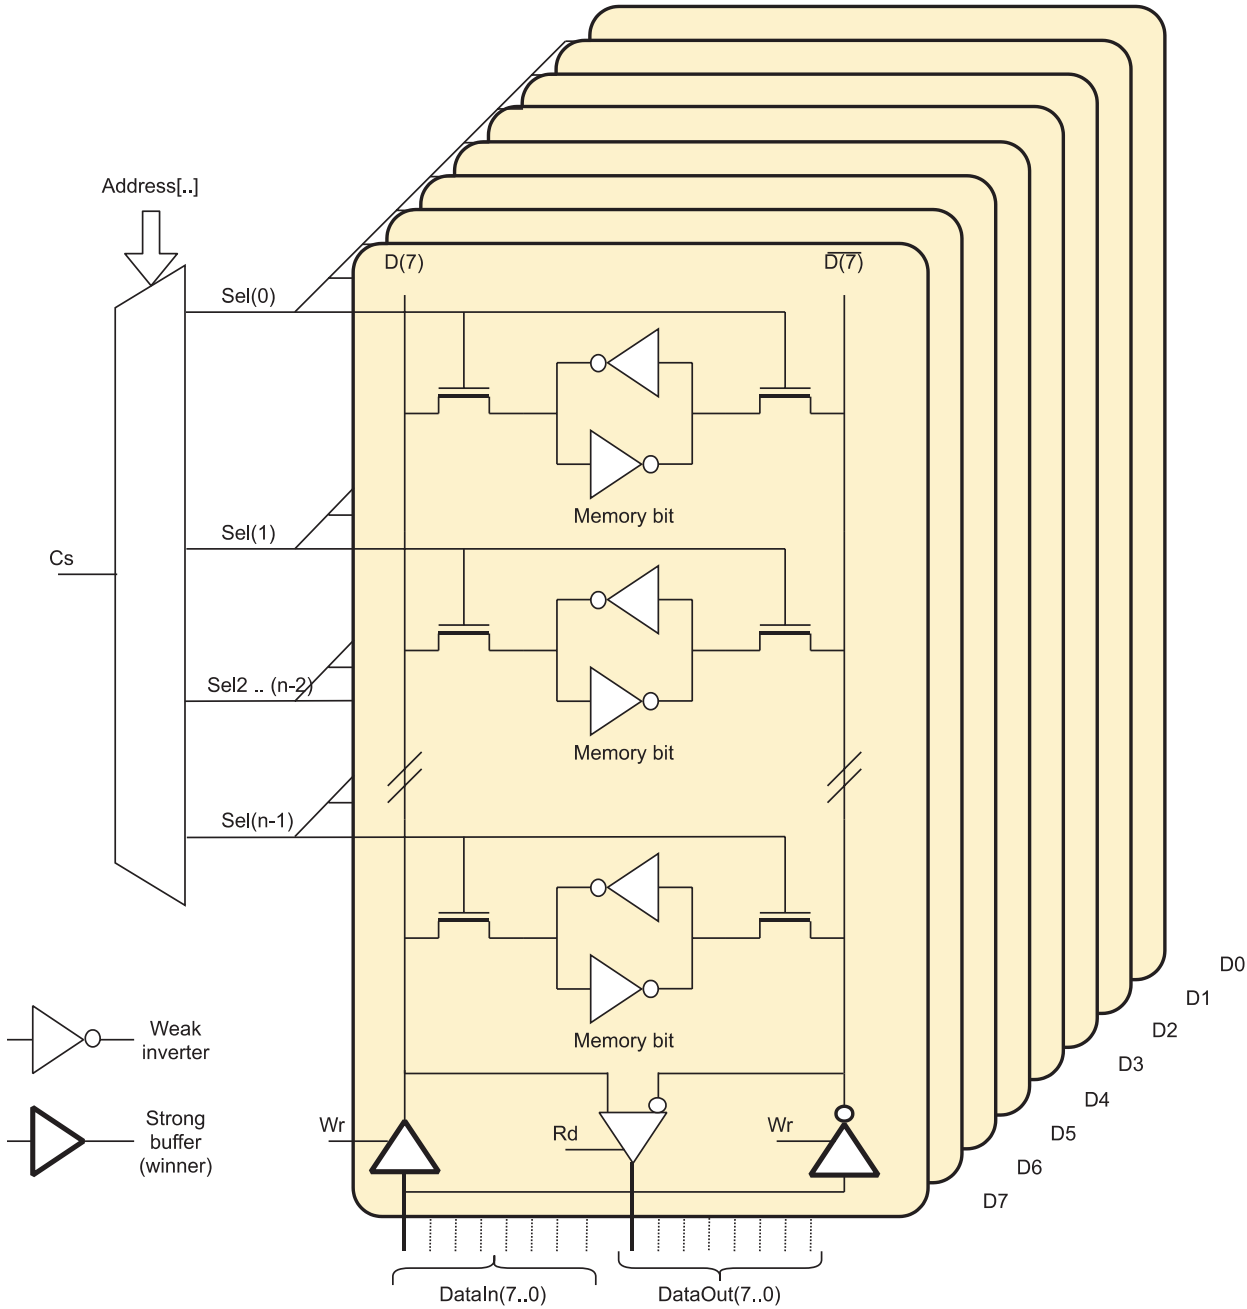 Address[..]
D(7)
D(7)
Sel(0)
Memory bit
Sel(1)
Cs
Sel2 .. (n-2)
Memory bit
Sel(n-1)
D0
D1
Weak
inverter
D2
Memory bit
D3
D4
Strong
buffer
(winner)
Wr
Rd
Wr
D5
D6
D7
DataIn(7..0)
DataOut(7..0)